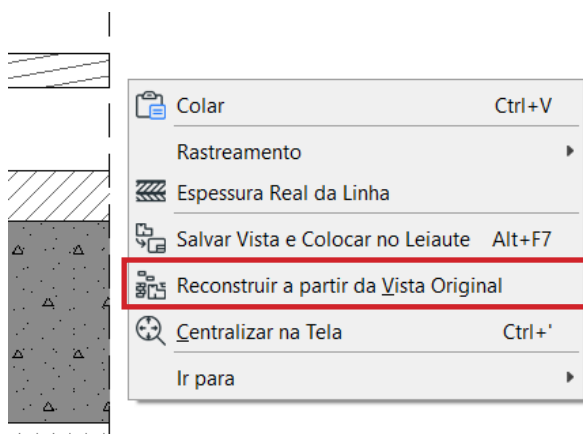 Colar Ctrl+V
Rastreamento
Espessura Real da Linha
Salvar Vista e Colocar no Leiaute Alt+F7
Reconstruir a partir da Vista Original
Centralizar na Tela Ctrl+'
Ir para